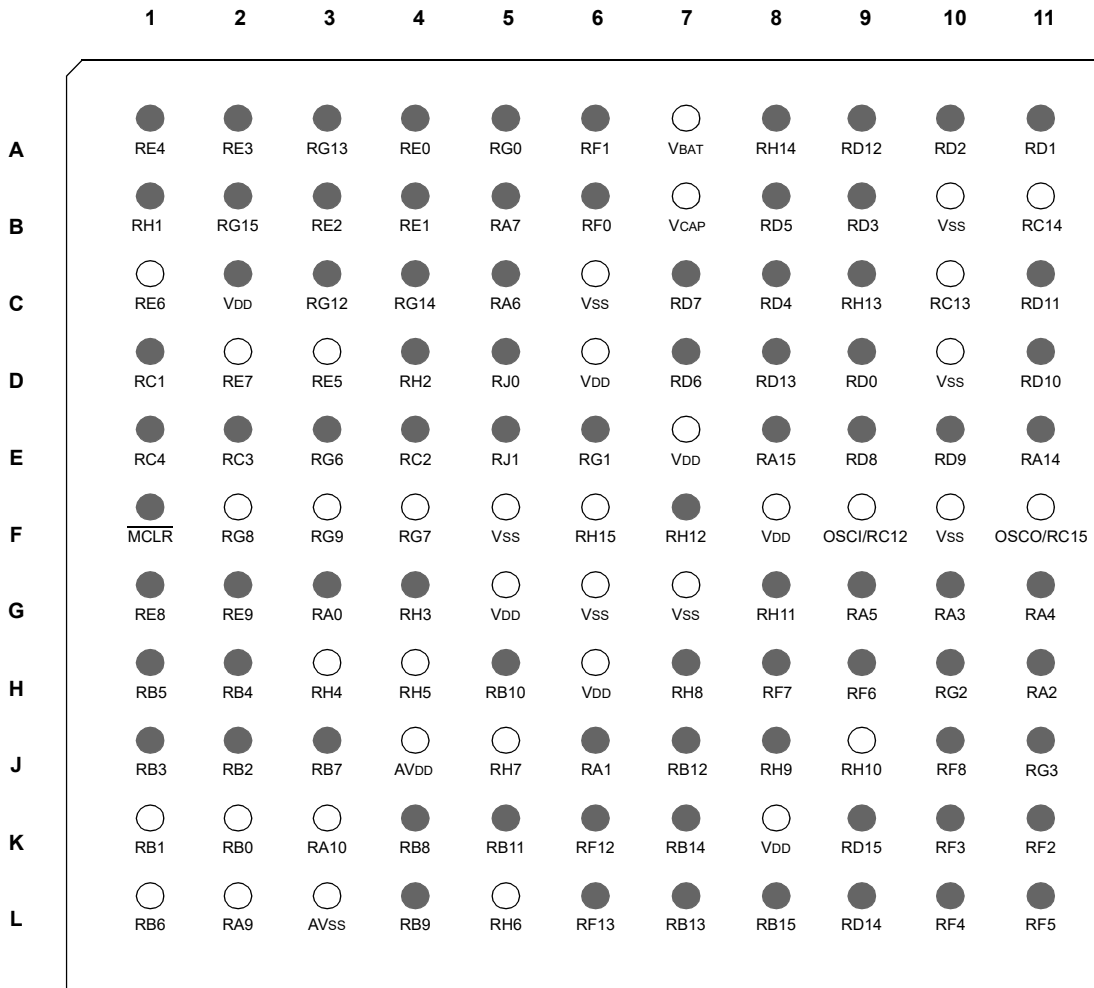 1 2 3 4 5 6 7 8 9 10 11
A RE4 RE3 RG13 RE0 RG0 RF1 VBAT RH14 RD12 RD2 RD1
B RH1 RG15 RE2 RE1 RA7 RF0 VCAP RD5 RD3 VSS RC14
C RE6 VDD RG12 RG14 RA6 VSS RD7 RD4 RH13 RC13 RD11
D RC1 RE7 RE5 RH2 RJ0 VDD RD6 RD13 RD0 VSS RD10
E RC4 RC3 RG6 RC2 RJ1 RG1 VDD RA15 RD8 RD9 RA14
F MCLR RG8 RG9 RG7 VSS RH15 RH12 VDD OSCI/RC12 VSS OSCO/RC15
G RE8 RE9 RA0 RH3 VDD VSS VSS RH11 RA5 RA3 RA4
H RB5 RB4 RH4 RH5 RB10 VDD RH8 RF7 RF6 RG2 RA2
J RB3 RB2 RB7 AVDD RH7 RA1 RB12 RH9 RH10 RF8 RG3
K RB1 RB0 RA10 RB8 RB11 RF12 RB14 VDD RD15 RF3 RF2
L RB6 RA9 AVSS RB9 RH6 RF13 RB13 RB15 RD14 RF4 RF5